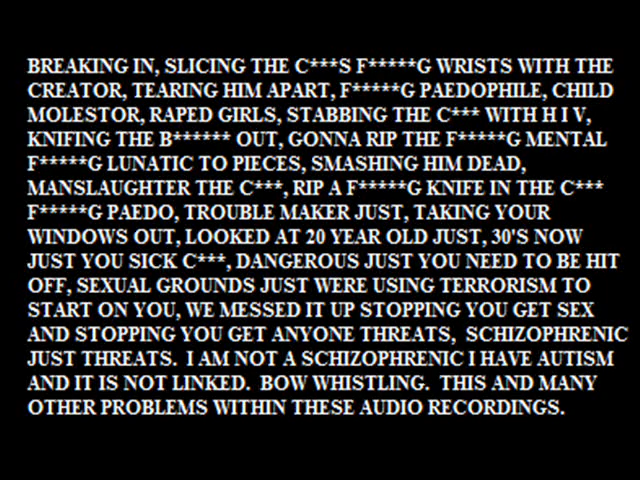 BREAKING IN, SLICING THE C***S F*****G WRISTS WITH THE
CREATOR, TEARING HIM APART, F*****G PAEDOPHILE, CHILD
MOLESTOR, RAPED GIRLS, STABBING THE C*** WITH H I V,
KNIFING THE B****** OUT, GONNA RIP THE F*****G MENTAL
F*****G LUNATIC TO PIECES, SMASHING HIM DEAD,
MANSLAUGHTER THE C***, RIP A F*****G KNIFE IN THE C***
F*****G PAEDO, TROUBLE MAKER JUST, TAKING YOUR
WINDOWS OUT, LOOKED AT 20 YEAR OLD JUST, 30'S NOW
JUST YOU SICK C***, DANGEROUS JUST YOU NEED TO BE HIT
OFF, SEXUAL GROUNDS JUST WERE USING TERRORISM TO
START ON YOU, WE MESSED IT UP STOPPING YOU GET SEX
AND STOPPING YOU GET ANYONE THREATS,  SCHIZOPHRENIC
JUST THREATS.  I AM NOT A SCHIZOPHRENIC I HAVE AUTISM
AND IT IS NOT LINKED.  BOW WHISTLING.  THIS AND MANY
OTHER PROBLEMS WITHIN THESE AUDIO RECORDINGS.